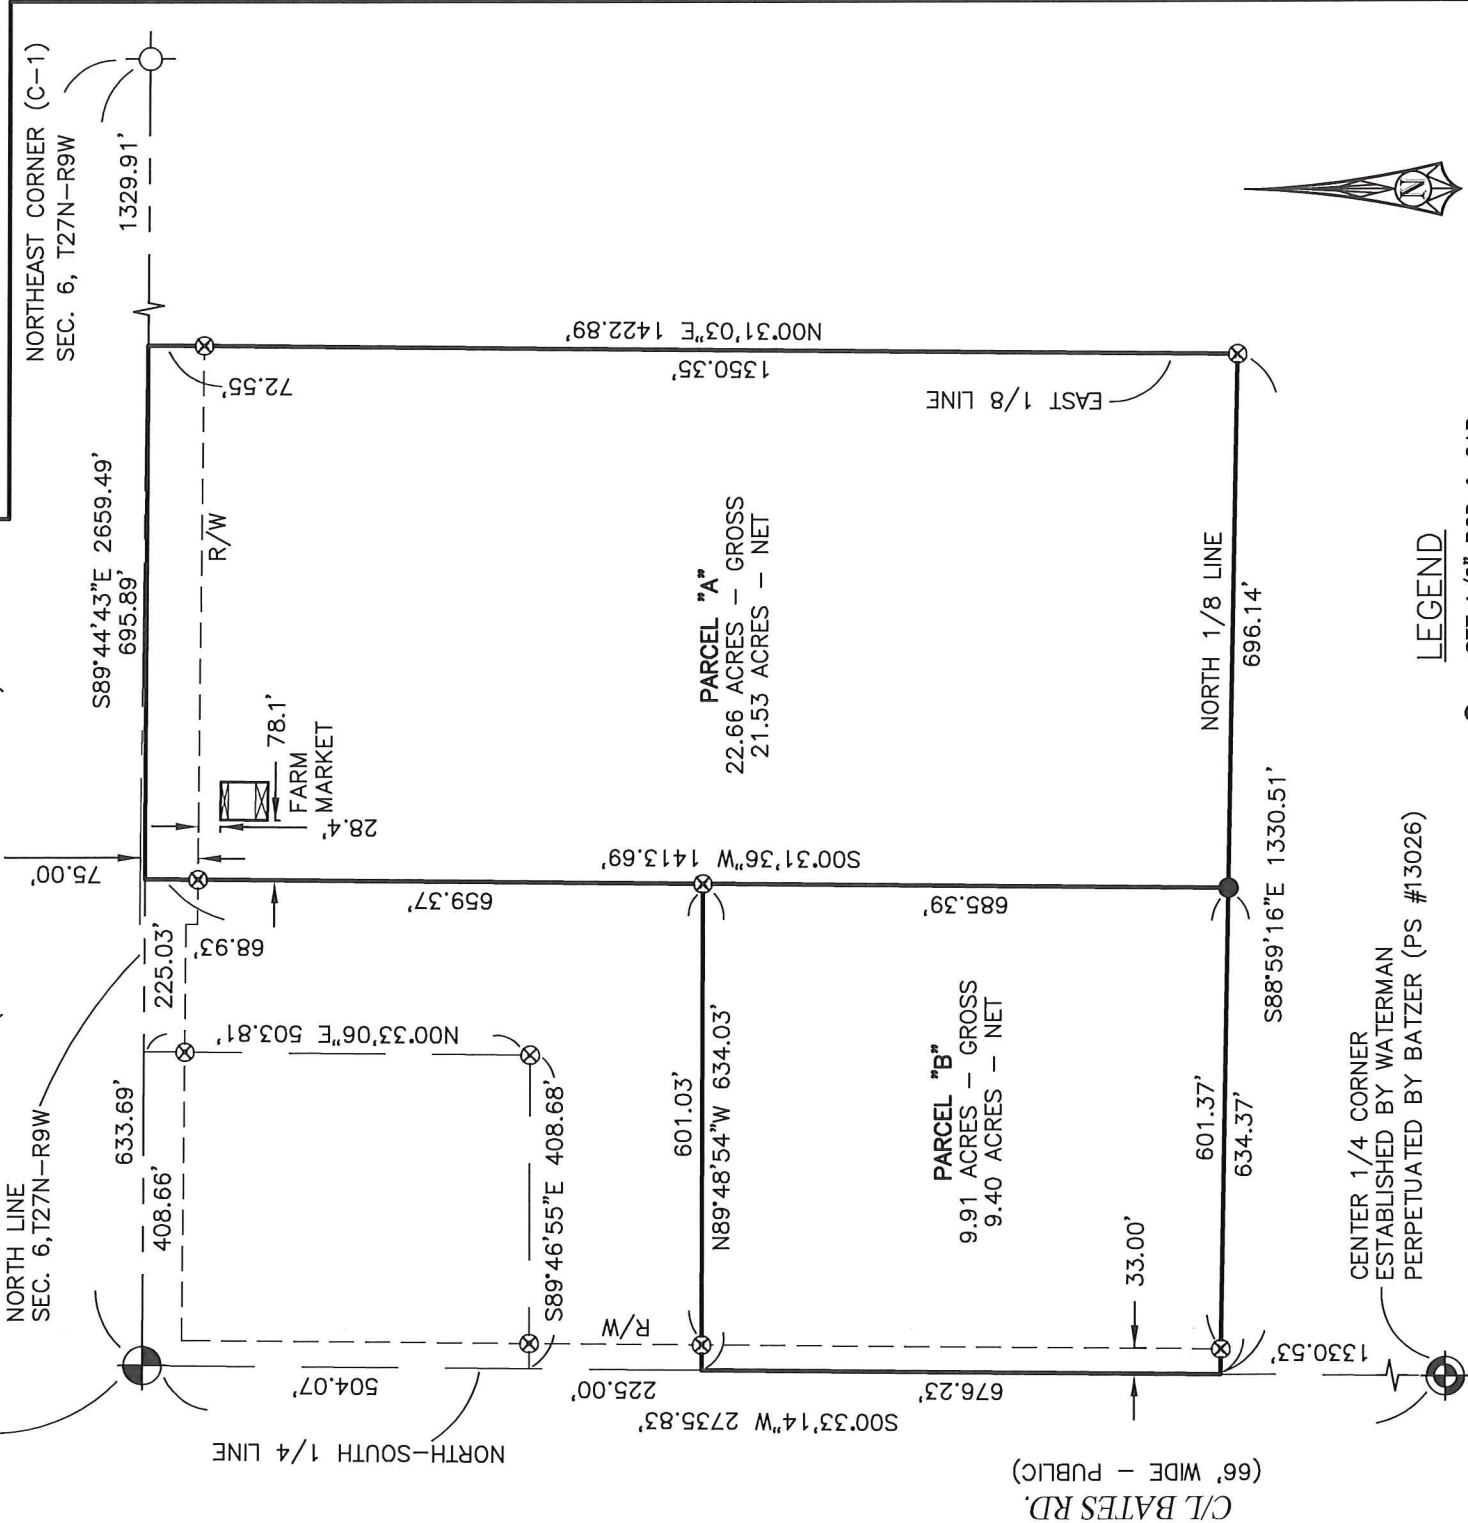 NORTHEAST CORNER (C-1)
SEC. 6, T27N-R9W
1329.91'
S89°44'43"E 2659.49'
695.89'
72.55'
R/W
N00°31'03"E 1422.89'
1350.35'
EAST 1/8 LINE
75.00'
78.1'
FARM
MARKET
28.4'
PARCEL "A"
22.66 ACRES - GROSS
21.53 ACRES - NET
S00°31'36"W 1413.69'
659.37'
685.39'
68.93'
225.03'
NORTH LINE
SEC. 6,T27N-R9W
633.69'
408.66'
N00°33'06"E 503.81'
S89°46'55"E 408.68'
504.07'
NORTH-SOUTH 1/4 LINE
R/W
225.00'
S00°33'14"W 2735.83'
676.23'
601.03'
N89°48'54"W 634.03'
PARCEL "B"
9.91 ACRES - GROSS
9.40 ACRES - NET
33.00'
601.37'
634.37'
NORTH 1/8 LINE
696.14'
S88°59'16"E 1330.51'
1330.53'
CENTER 1/4 CORNER
ESTABLISHED BY WATERMAN
PERPETUATED BY BATZER (PS #13026)
C/L BATES RD.
(66' WIDE - PUBLIC)
N
LEGEND